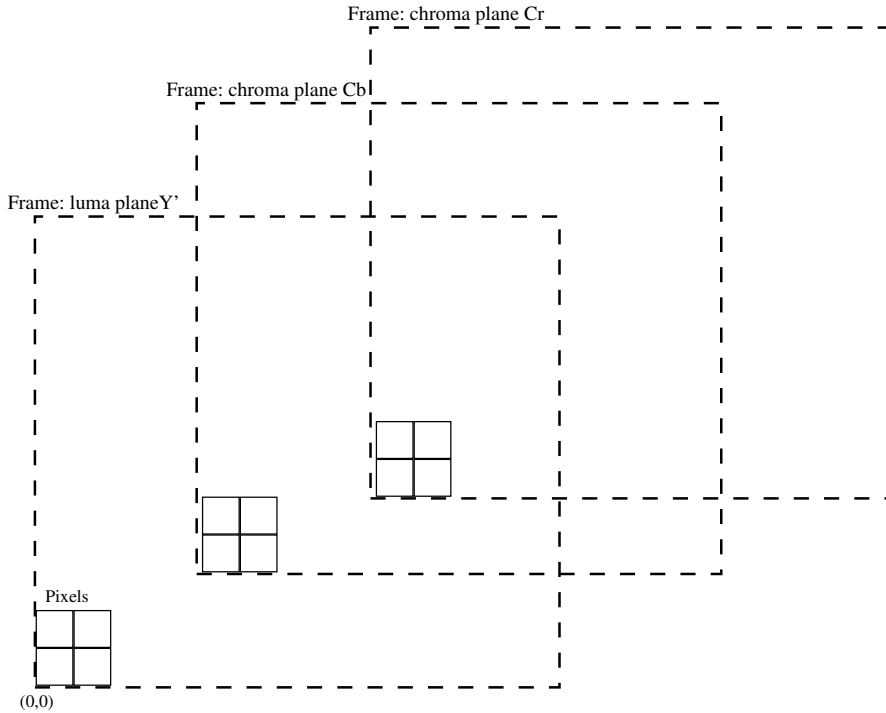 Frame: chroma plane Cr
Frame: chroma plane Cb
Frame: luma planeY’
Pixels
(0,0)